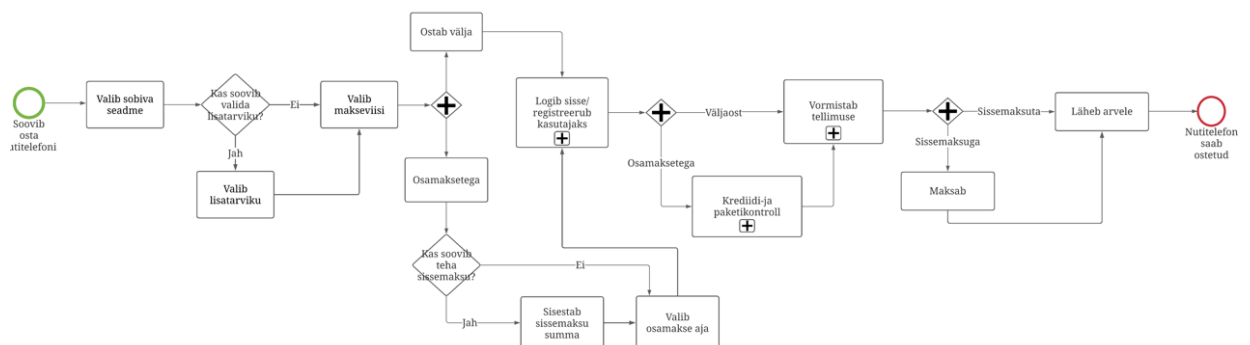 Soovib
osta
utitelefoni
Valib sobiva
seadme
Kas soovib
valida
lisatarviku?
Ei
Jah
Valib
lisatarviku
Valib
makseviisi
Ostab välja
Osamaksetega
Kas soovib
teha
sissemaksu?
Ei
Jah
Sisestab
sissemaksu
summa
Valib
osamakse aja
Logib sisse/
registreerub
kasutajaks
Väljaost
Osamaksetega
Krediidi-ja
paketikontroll
Vormistab
tellimuse
Sissemaksuta
Sissemaksuga
Maksab
Läheb arvele
Nutitelefon
saab
ostetud